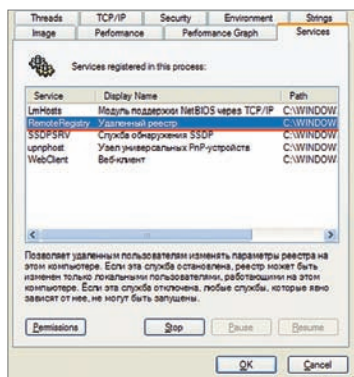 Threads TCP/IP Security Environment Strings
Image Performance Performance Graph Services
Services registered in this process:
Service Display Name Path
LmHosts Модуль поддержки NetBIOS через TCP/IP C:\WINDOW
RemoteRegistry Удаленный реестр C:\WINDOW
SSDPSRV Служба обнаружения SSDP C:\WINDOW
upnphost Узел универсальных PnP-устройств C:\WINDOW
WebClient Веб-клиент C:\WINDOW
Позволяет удаленным пользователям изменять параметры реестра на
этом компьютере. Если эта служба остановлена, реестр может быть
изменен только локальными пользователями, работающими на этом
компьютере. Если эта служба отключена, любые службы, которые явно
зависят от нее, не могут быть запущены.
Permissions Stop Pause Resume
OK Cancel